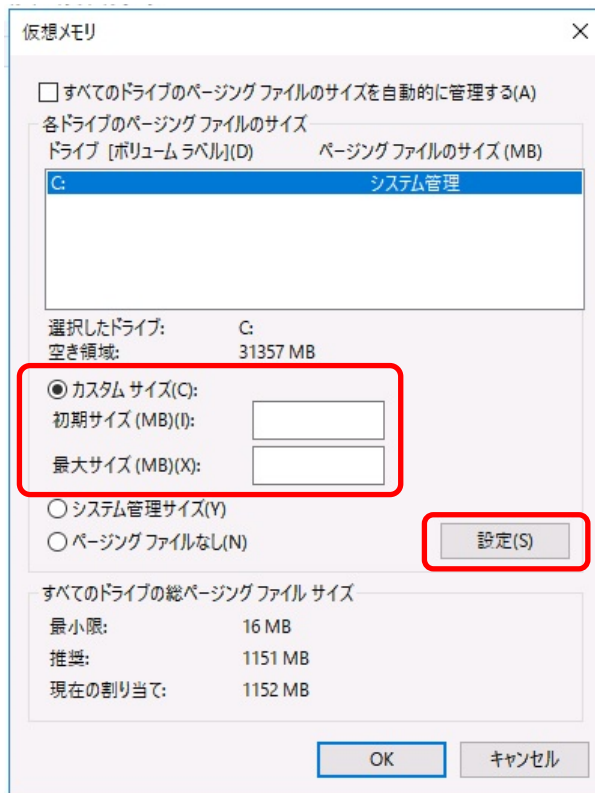 仮想メモリ
すべてのドライブのページング ファイルのサイズを自動的に管理する(A)
各ドライブのページング ファイルのサイズ
ドライブ [ボリューム ラベル](D) ページング ファイルのサイズ (MB)
C: システム管理
選択したドライブ: C:
空き領域: 31357 MB
カスタム サイズ(C):
初期サイズ (MB)(I):
最大サイズ (MB)(X):
システム管理サイズ(Y)
ページング ファイルなし(N) 設定(S)
すべてのドライブの総ページング ファイル サイズ
最小限: 16 MB
推奨: 1151 MB
現在の割り当て: 1152 MB
OK キャンセル